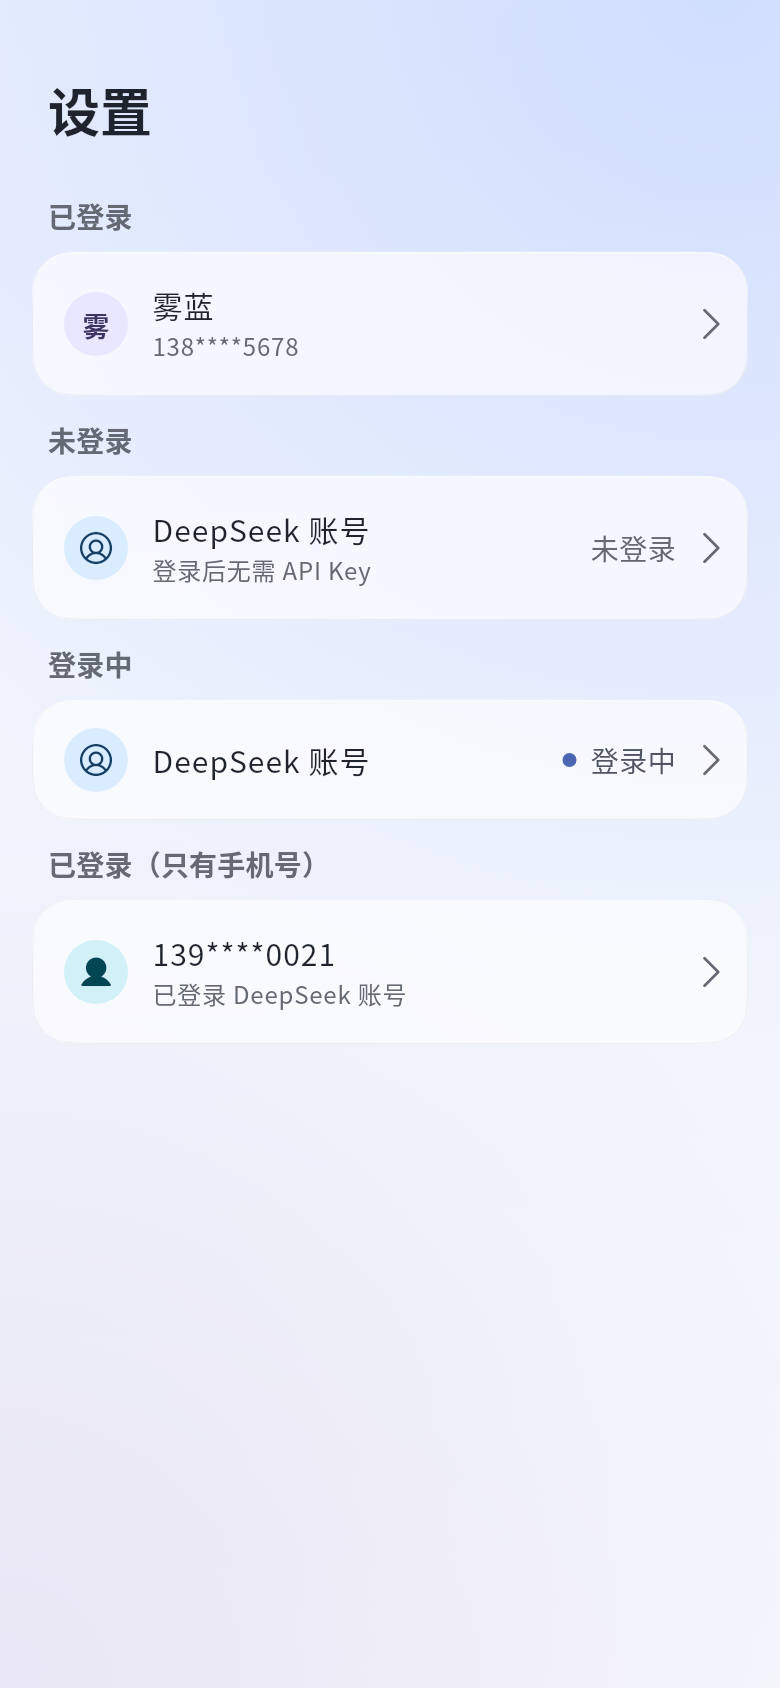 设置
已登录
雾
雾蓝
138****5678
未登录
DeepSeek 账号
登录后无需 API Key
未登录
登录中
DeepSeek 账号
登录中
已登录（只有手机号）
139****0021
已登录 DeepSeek 账号